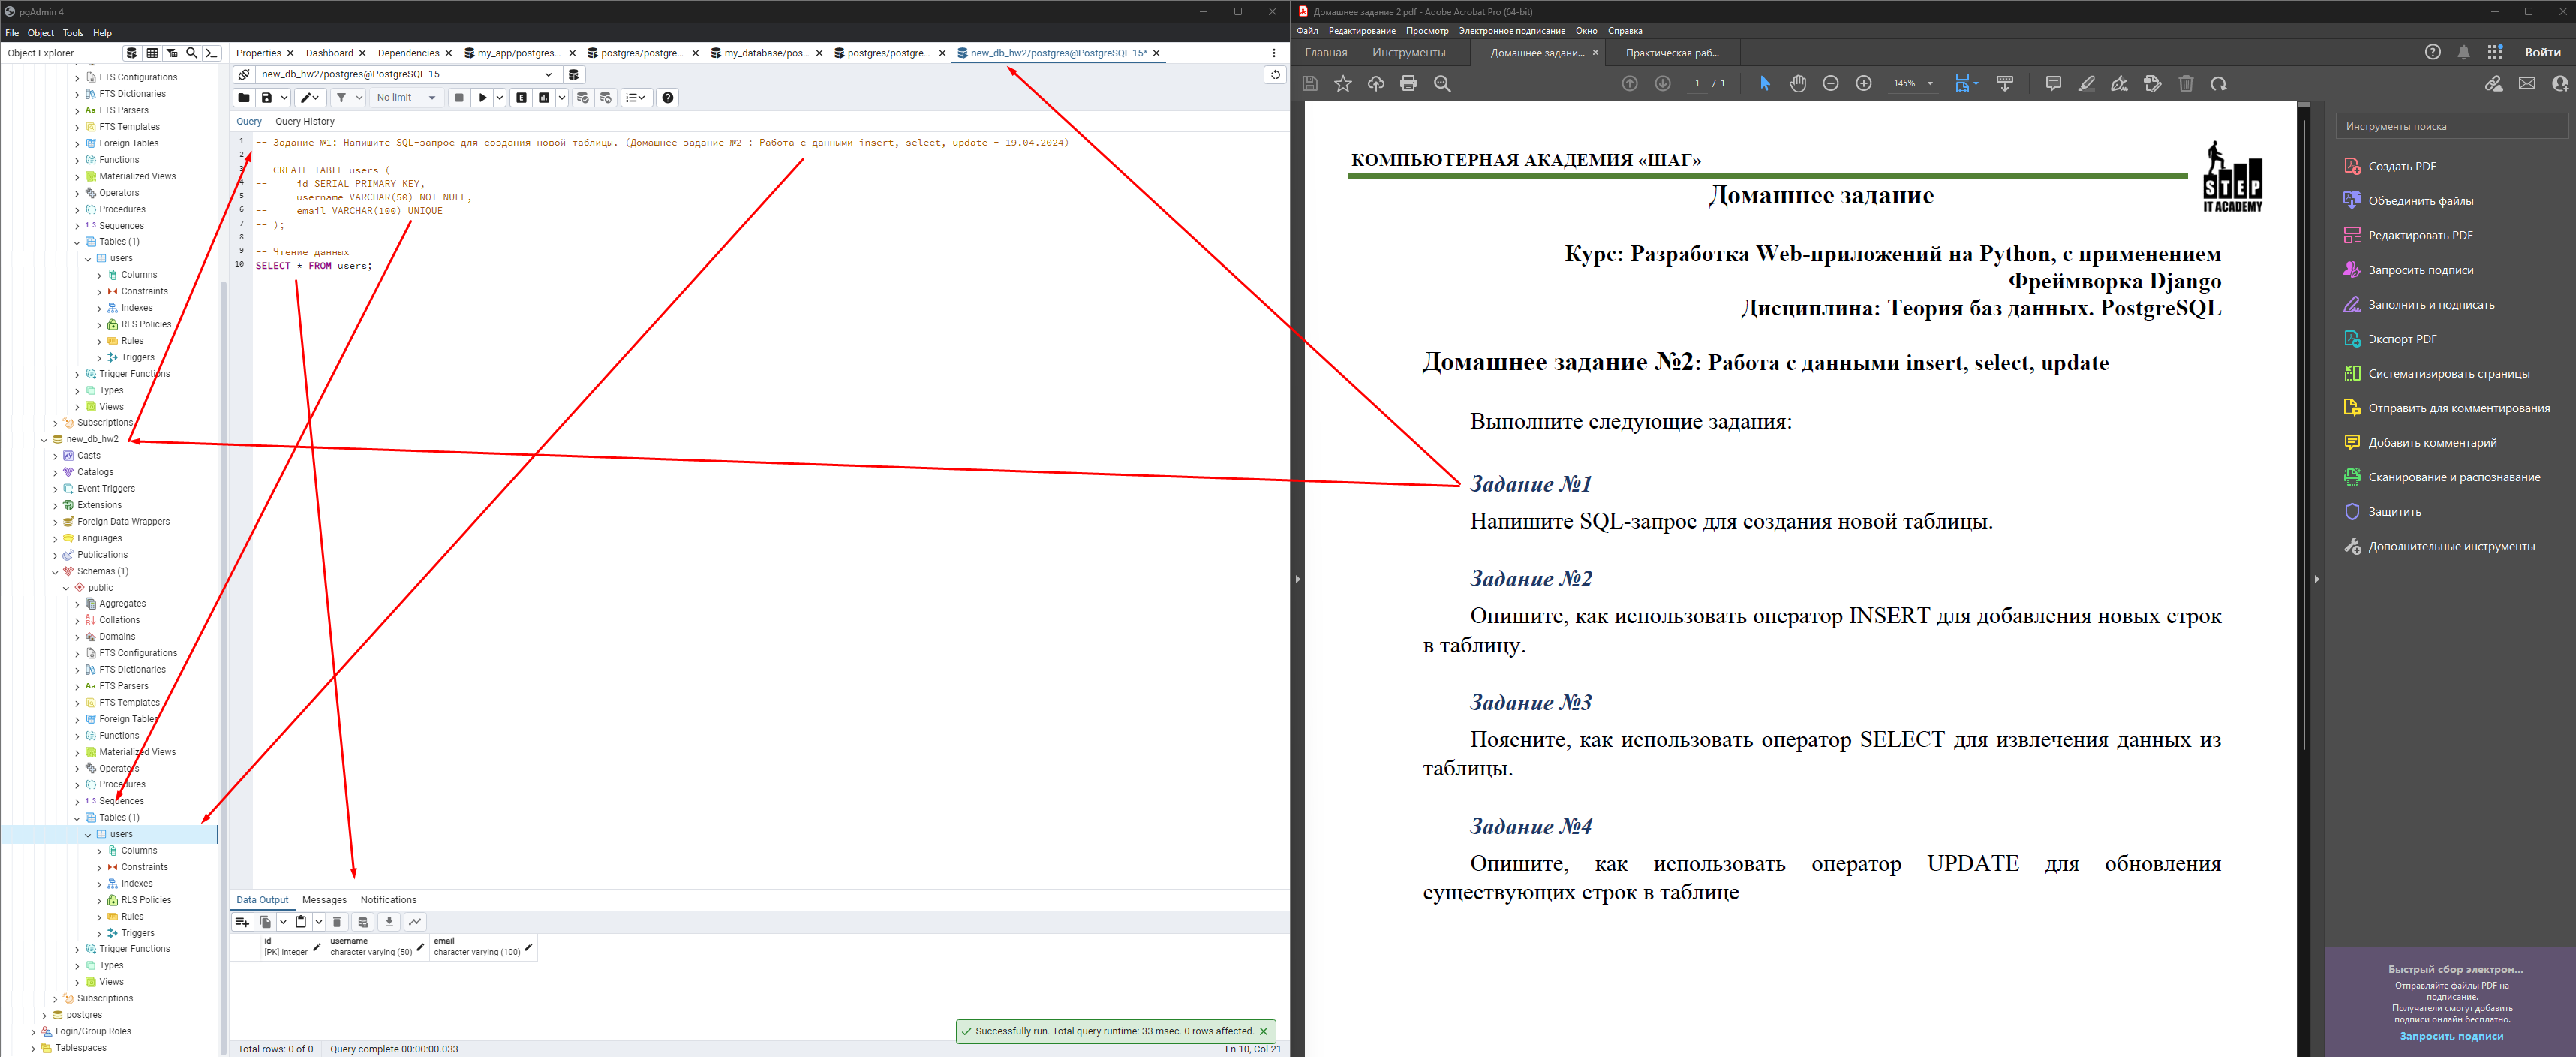 pgAdmin 4
File Object Tools Help
Object Explorer
FTS Configurations
FTS Dictionaries
FTS Parsers
FTS Templates
Foreign Tables
Functions
Materialized Views
Operators
Procedures
Sequences
Tables (1)
users
Columns
Constraints
Indexes
RLS Policies
Rules
Triggers
Trigger Functions
Types
Views
Subscriptions
new_db_hw2
Casts
Catalogs
Event Triggers
Extensions
Foreign Data Wrappers
Languages
Publications
Schemas (1)
public
Aggregates
Collations
Domains
FTS Configurations
FTS Dictionaries
FTS Parsers
FTS Templates
Foreign Tables
Functions
Materialized Views
Operators
Procedures
Sequences
Tables (1)
users
Columns
Constraints
Indexes
RLS Policies
Rules
Triggers
Trigger Functions
Types
Views
Subscriptions
postgres
Login/Group Roles
Tablespaces
Properties Dashboard Dependencies my_app/postgres... postgres/postgre... my_database/pos... postgres/postgre... new_db_hw2/postgres@PostgreSQL 15*
new_db_hw2/postgres@PostgreSQL 15
No limit
Query Query History
1 -- Задание №1: Напишите SQL-запрос для создания новой таблицы. (Домашнее задание №2 : Работа с данными insert, select, update - 19.04.2024)
2
3 -- CREATE TABLE users (
4 -- id SERIAL PRIMARY KEY,
5 -- username VARCHAR(50) NOT NULL,
6 -- email VARCHAR(100) UNIQUE
7 -- );
8
9 -- Чтение данных
10 SELECT * FROM users;
Data Output Messages Notifications
id username email
[PK] integer character varying (50) character varying (100)
Successfully run. Total query runtime: 33 msec. 0 rows affected.
Total rows: 0 of 0 Query complete 00:00:00.033 Ln 10, Col 21
Домашнее задание 2.pdf - Adobe Acrobat Pro (64-bit)
Файл Редактирование Просмотр Электронное подписание Окно Справка
Главная Инструменты Домашнее задани... Практическая раб... Войти
1 / 1 145%
КОМПЬЮТЕРНАЯ АКАДЕМИЯ «ШАГ»
STEP
IT ACADEMY
Домашнее задание
Курс: Разработка Web-приложений на Python, с применением
Фреймворка Django
Дисциплина: Теория баз данных. PostgreSQL
Домашнее задание №2: Работа с данными insert, select, update
Выполните следующие задания:
Задание №1
Напишите SQL-запрос для создания новой таблицы.
Задание №2
Опишите, как использовать оператор INSERT для добавления новых строк
в таблицу.
Задание №3
Поясните, как использовать оператор SELECT для извлечения данных из
таблицы.
Задание №4
Опишите, как использовать оператор UPDATE для обновления
существующих строк в таблице
Инструменты поиска
Создать PDF
Объединить файлы
Редактировать PDF
Запросить подписи
Заполнить и подписать
Экспорт PDF
Систематизировать страницы
Отправить для комментирования
Добавить комментарий
Сканирование и распознавание
Защитить
Дополнительные инструменты
Быстрый сбор электрон...
Отправляйте файлы PDF на
подписание.
Получатели смогут добавить
подписи онлайн бесплатно.
Запросить подписи